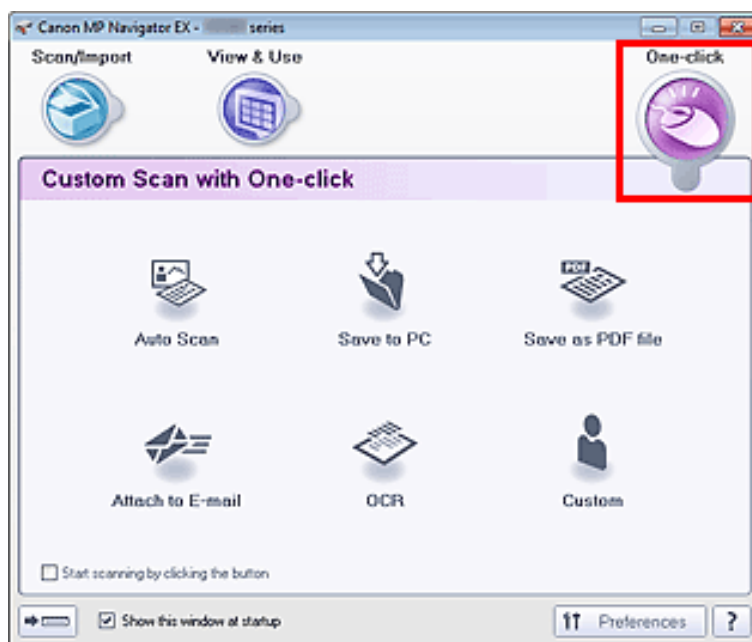 Canon MP Navigator EX - series
Scan/Import View & Use One-click
Custom Scan with One-click
Auto Scan Save to PC Save as PDF file
Attach to E-mail OCR Custom
Start scanning by clicking the button
Show this window at startup Preferences ?